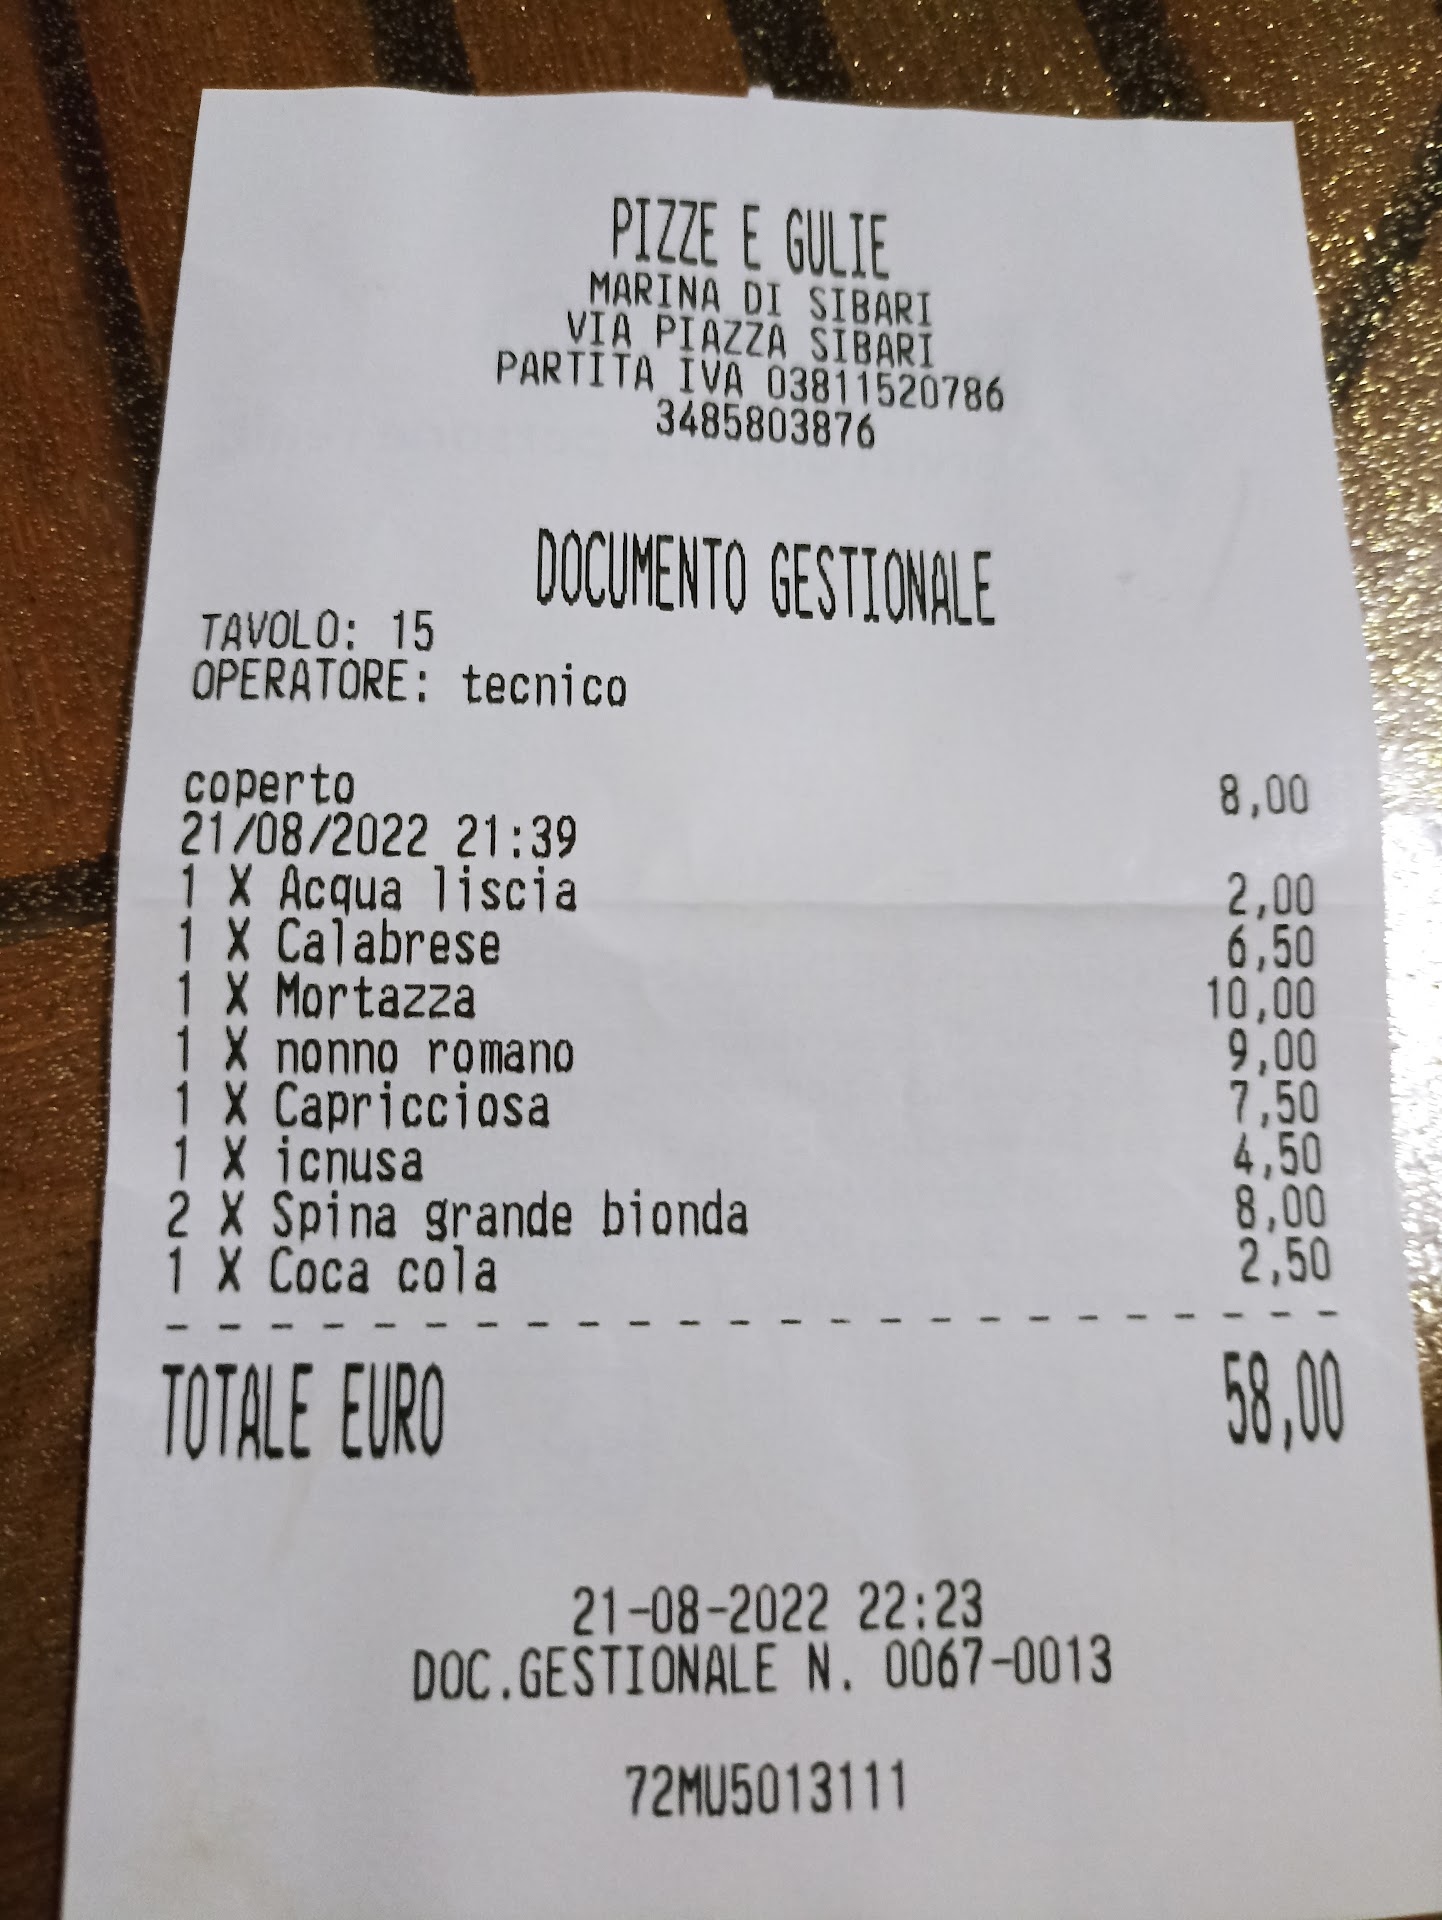 PIZZE E GULIE
MARINA DI SIBARI
VIA PIAZZA SIBARI
PARTITA IVA 03811520786
3485803876
DOCUMENTO GESTIONALE
TAVOLO: 15
OPERATORE: tecnico
coperto 8,00
21/08/2022 21:39
1 X Acqua liscia 2,00
1 X Calabrese 6,50
1 X Mortazza 10,00
1 X nonno romano 9,00
1 X Capricciosa 7,50
1 X icnusa 4,50
2 X Spina grande bionda 8,00
1 X Coca cola 2,50
TOTALE EURO 58,00
21-08-2022 22:23
DOC.GESTIONALE N. 0067-0013
72MU5013111